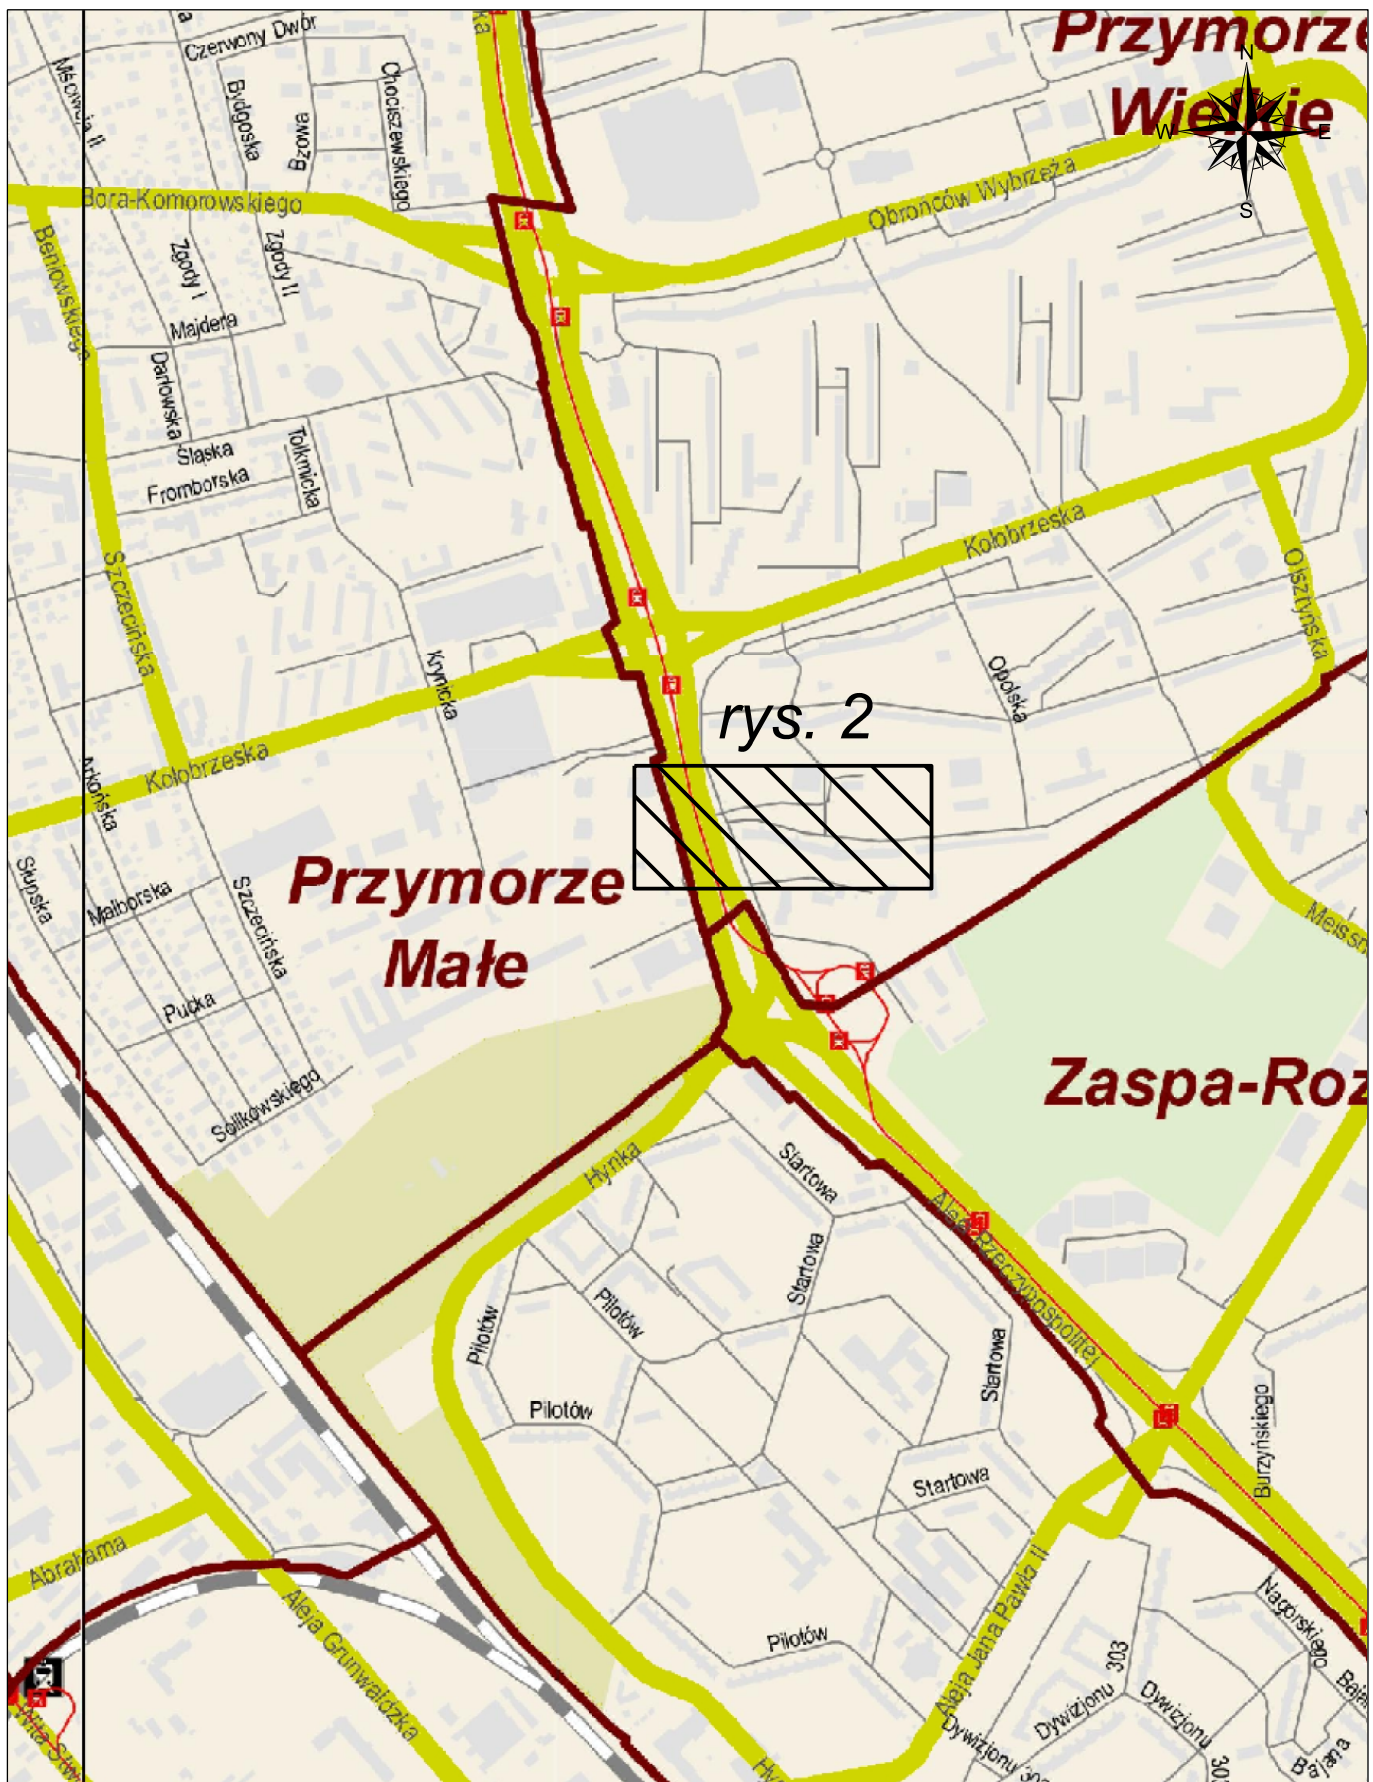 Przymorze
Wielkie
N
W
E
S
Czerwony Dwór
Mściwoja II
Bydgoska
Bzowa
Chociszewskiego
Bora-Komorowskiego
Obrońców Wybrzeża
Beniowskiego
Zgody I
Zgody II
Majdera
Darłowska
Śląska
Tolkmicka
Fromborska
Kołobrzeska
Olsztyńska
Szczecińska
Krynicka
Opolska
rys. 2
Kołobrzeska
Arkońska
Słupska
Malborska
Szczecińska
Przymorze
Małe
Pucka
Solikowskiego
Zaspa-Roz
Hynka
Startowa
Startowa
Aleja Rzeczypospolitej
Pilotów
Pilotów
Startowa
Pilotów
Burzyńskiego
Startowa
Abrahama
Aleja Grunwaldzka
Aleja Jana Pawła II
Nagórskiego
Pilotów
303
Dywizjonu
Dywizjonu
Dywizjonu
Bajana